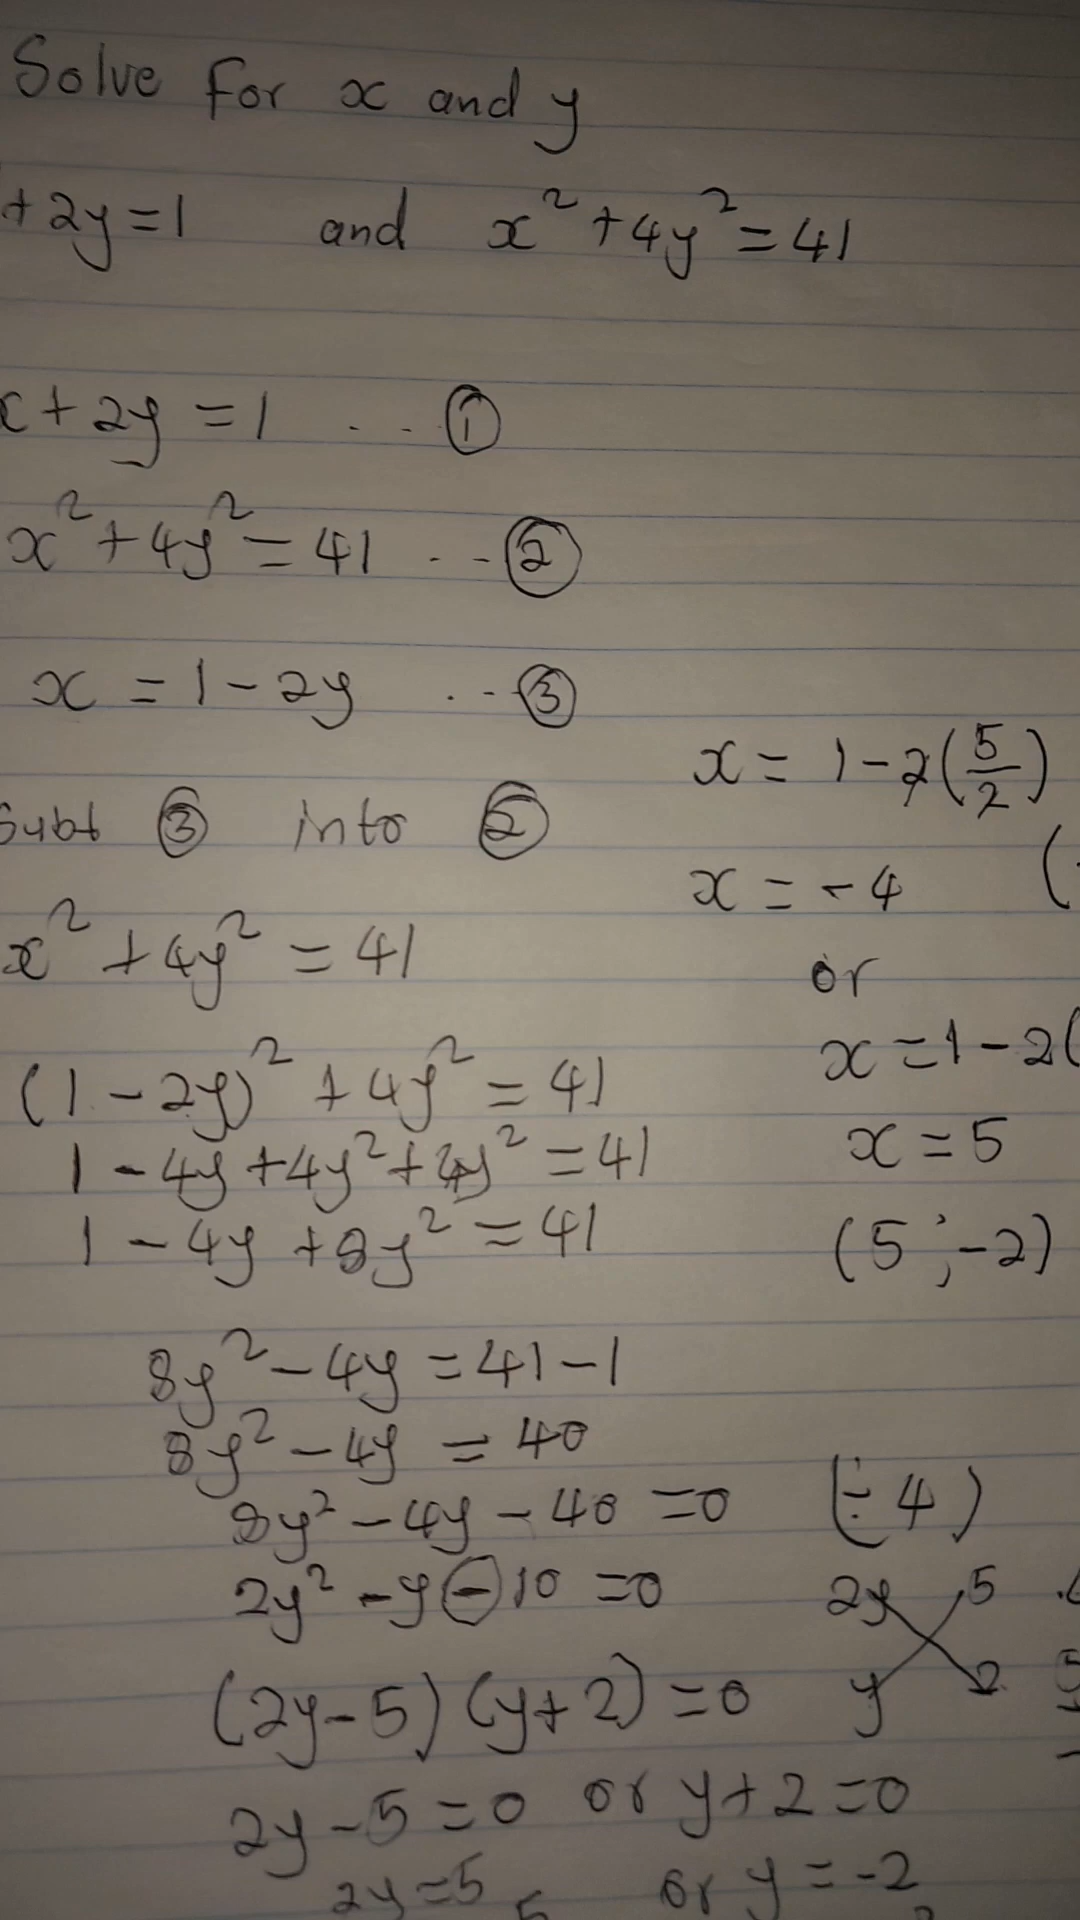 Solve for x and y
+2y=1 and x²+4y²=41
x+2y=1 ... ①
x²+4y²=41 ... ②
x=1-2y ... ③
Subt ③ into ②
x²+4y²=41
(1-2y)²+4y²=41
1-4y+4y²+4y²=41
1-4y+8y²=41
8y²-4y=41-1
8y²-4y=40
8y²-4y-40=0 (÷4)
2y²-y-10=0
(2y-5)(y+2)=0
2y-5=0 or y+2=0
2y=5 or y=-2
x=1-2(5/2)
x=-4 (
or
x=1-2(
x=5
(5;-2)
2y 5
y 2